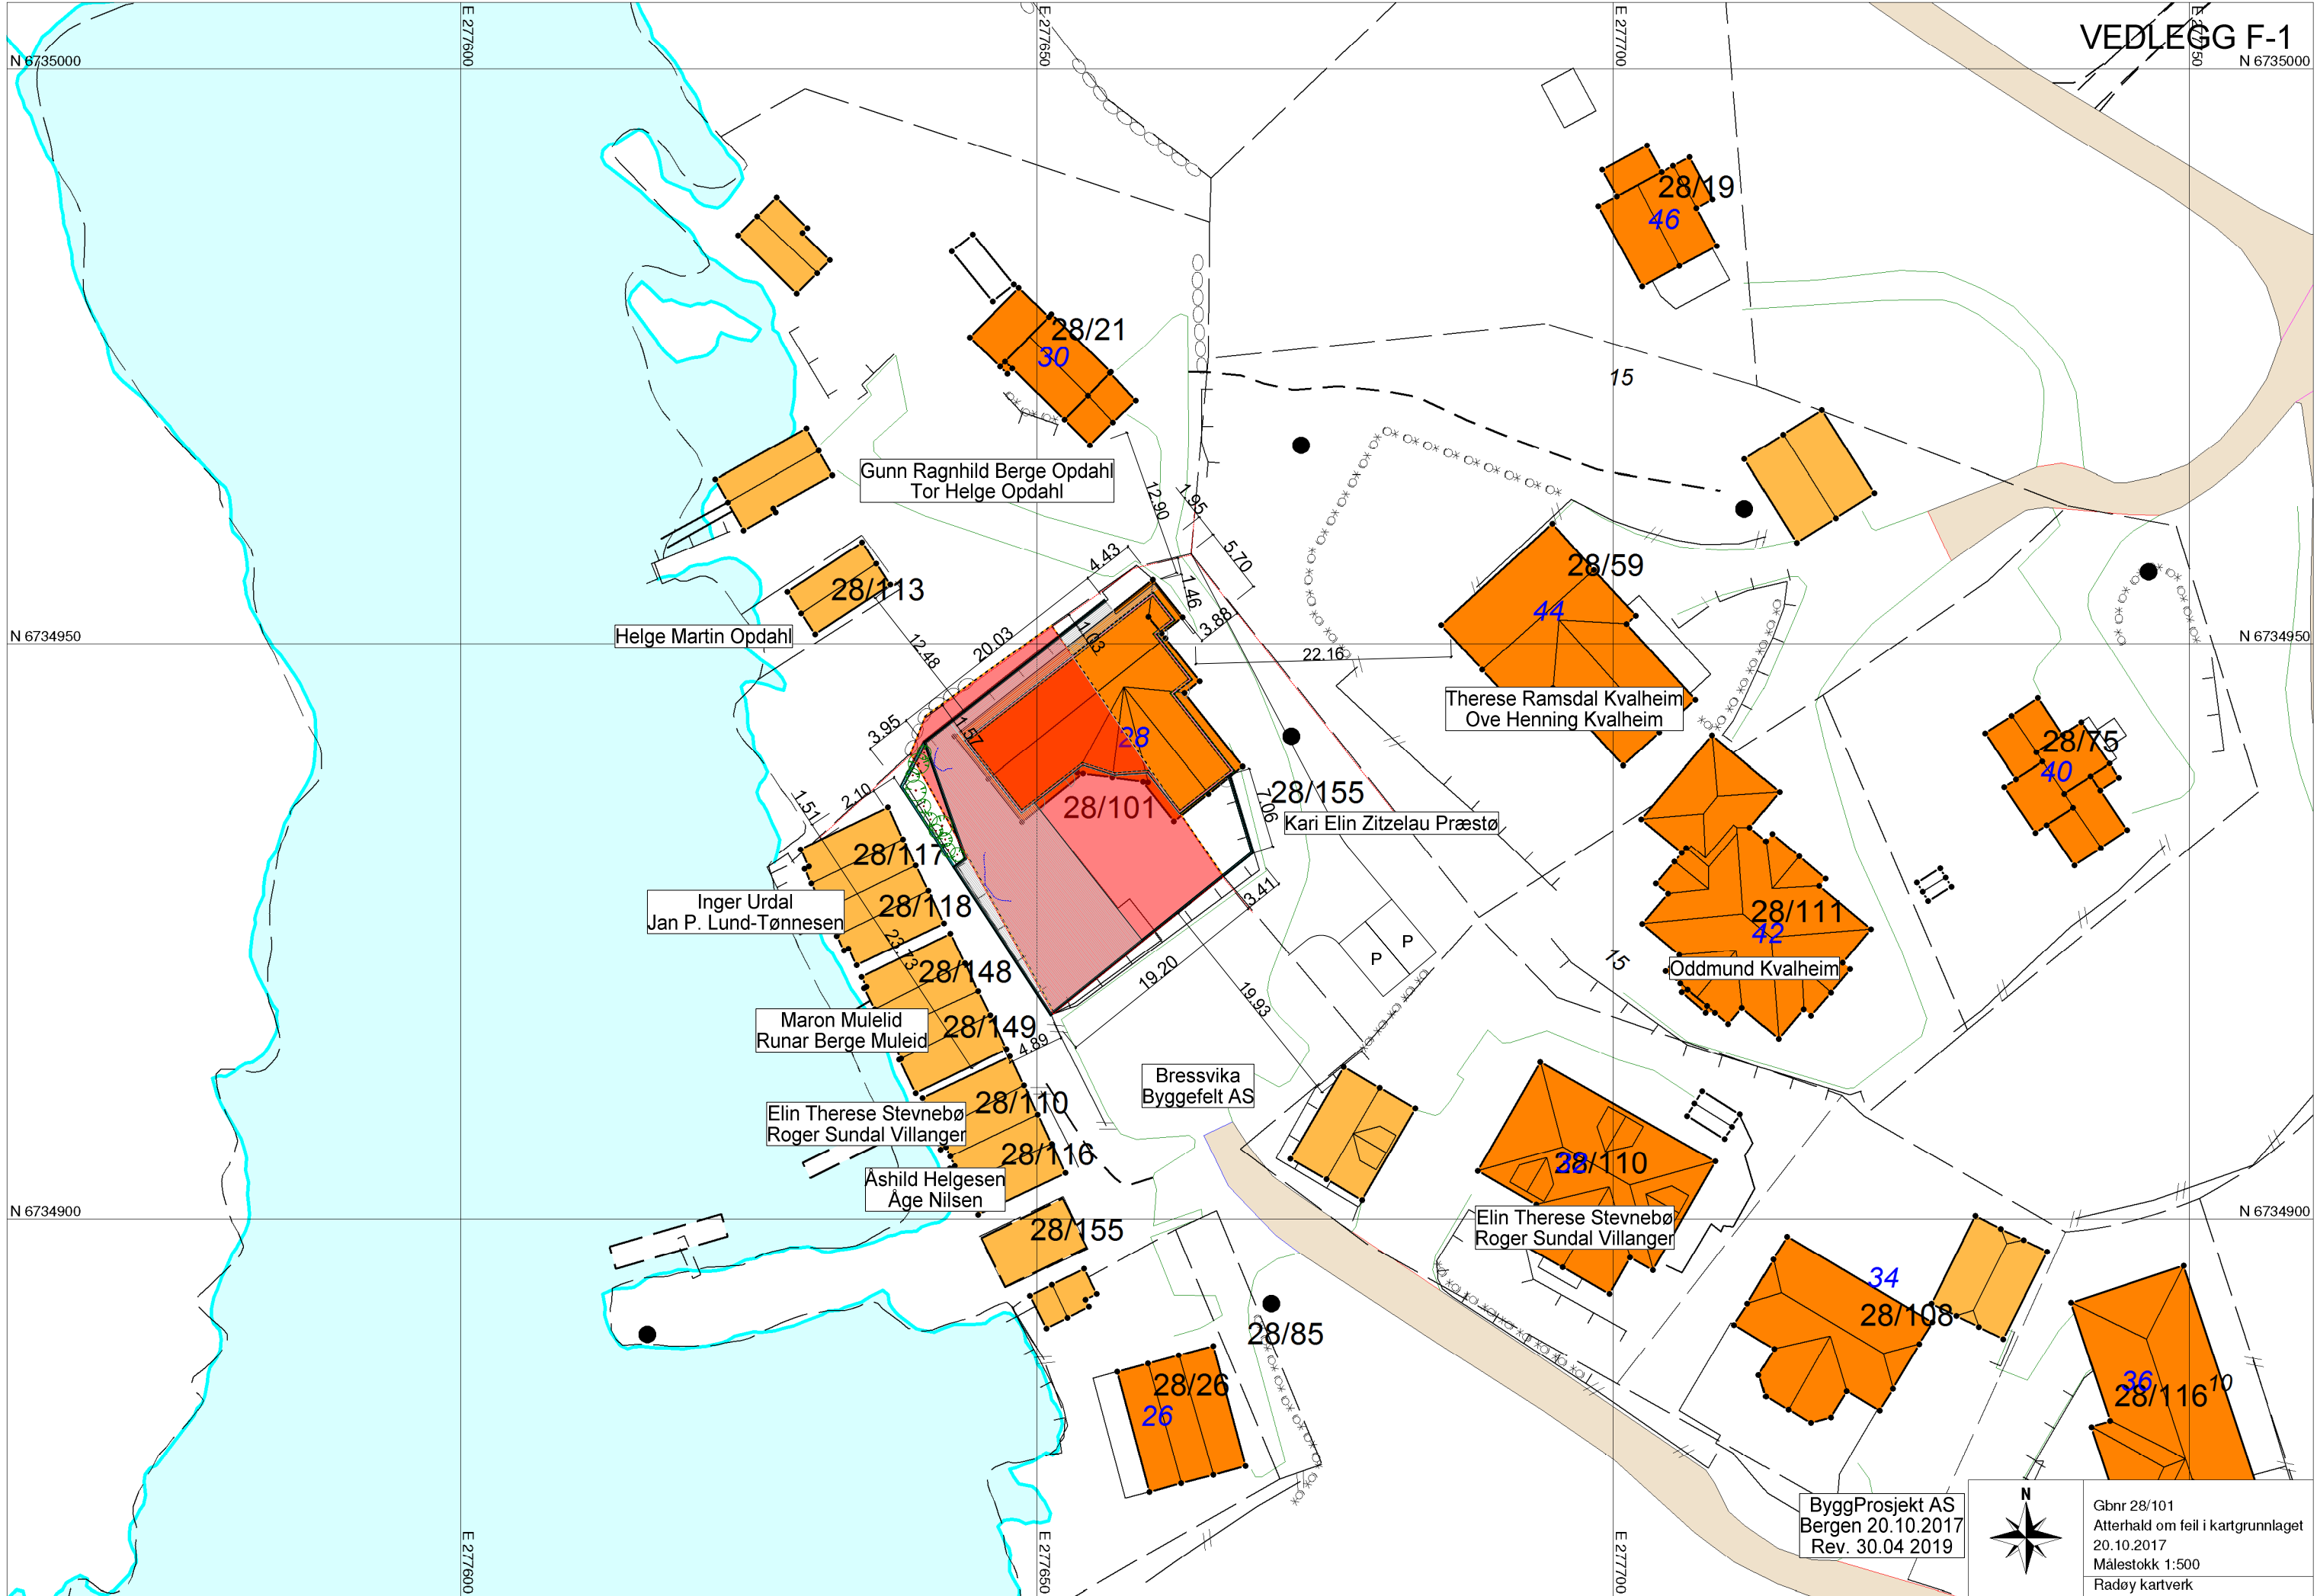 VEDLEGG F-1
E 277600
E 277650
E 277700
E 277750
N 6735000
N 6735000
28/19
46
28/21
30
15
Gunn Ragnhild Berge Opdahl
Tor Helge Opdahl
12.90
1.95
5.70
4.43
1.46
3.88
28/59
44
28/113
Helge Martin Opdahl
N 6734950
N 6734950
12.48
20.03
1.03
22.16
Therese Ramsdal Kvalheim
Ove Henning Kvalheim
3.95
1.57
28
28/75
40
28/101
28/155
7.06
Kari Elin Zitzelau Præstø
1.51
2.10
28/117
Inger Urdal
Jan P. Lund-Tønnesen
28/118
3.41
28/111
42
P
P
15
Oddmund Kvalheim
23.73
28/148
19.20
19.93
Maron Mulelid
Runar Berge Muleid
28/149
4.89
Bressvika
Byggefelt AS
Elin Therese Stevnebø
Roger Sundal Villanger
28/110
28/116
28/110
Åshild Helgesen
Åge Nilsen
Elin Therese Stevnebø
Roger Sundal Villanger
N 6734900
N 6734900
28/155
34
28/108
28/85
28/26
26
36
28/116
10
ByggProsjekt AS
Bergen 20.10.2017
Rev. 30.04 2019
N
Gbnr 28/101
Atterhald om feil i kartgrunnlaget
20.10.2017
Målestokk 1:500
Radøy kartverk
E 277600
E 277650
E 277700